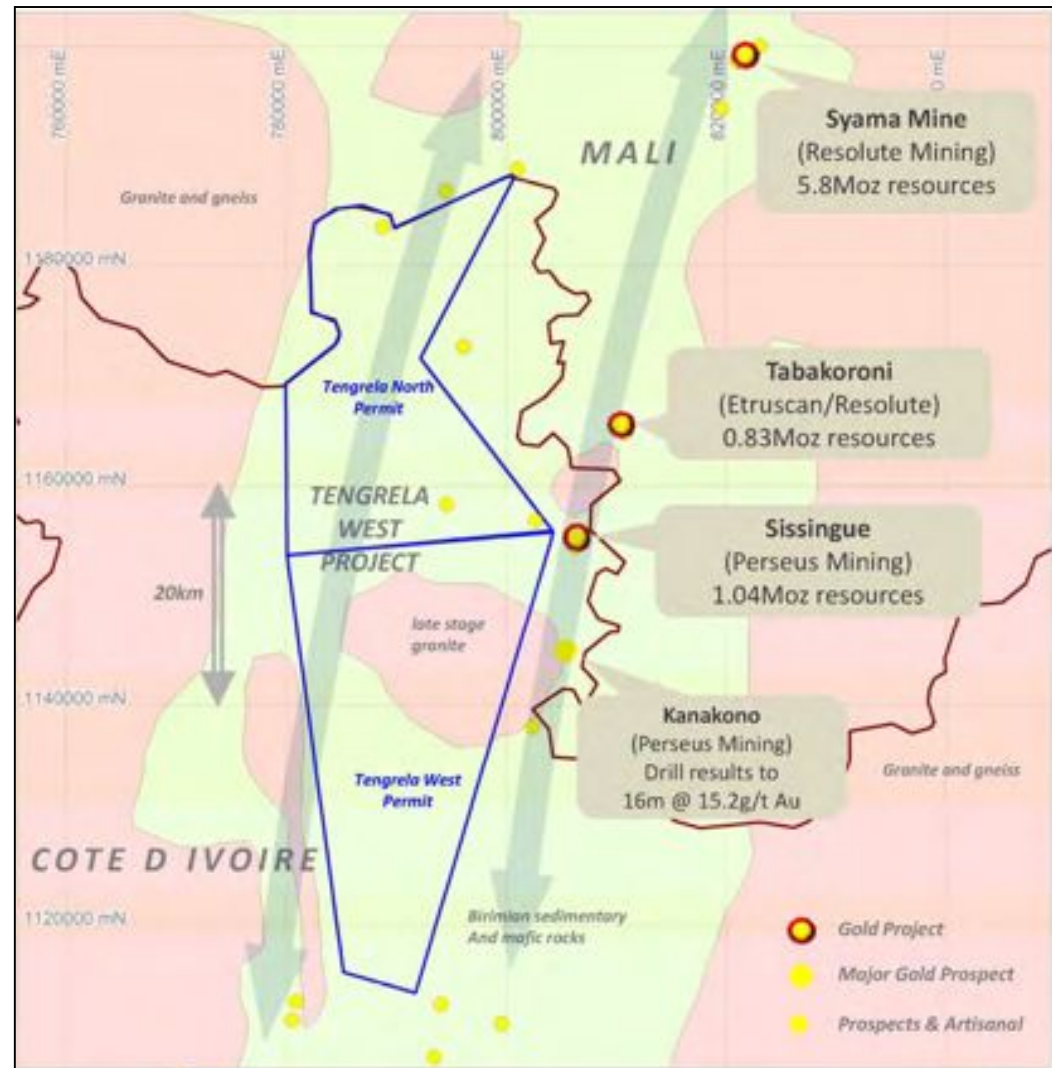 760000 mE
780000 mE
800000 mE
820000 mE
0 mE
MALI
Syama Mine
(Resolute Mining)
5.8Moz resources
Granite and gneiss
1180000 mN
Tabakoroni
(Etruscan/Resolute)
0.83Moz resources
Tengrela North
Permit
1160000 mN
TENGRELA
WEST
PROJECT
Sissingue
(Perseus Mining)
1.04Moz resources
20km
late stage
granite
1140000 mN
Kanakono
(Perseus Mining)
Drill results to
16m @ 15.2g/t Au
Granite and gneiss
Tengrela West
Permit
COTE D IVOIRE
1120000 mN
Birimian sedimentary
And mafic rocks
Gold Project
Major Gold Prospect
Prospects & Artisanal